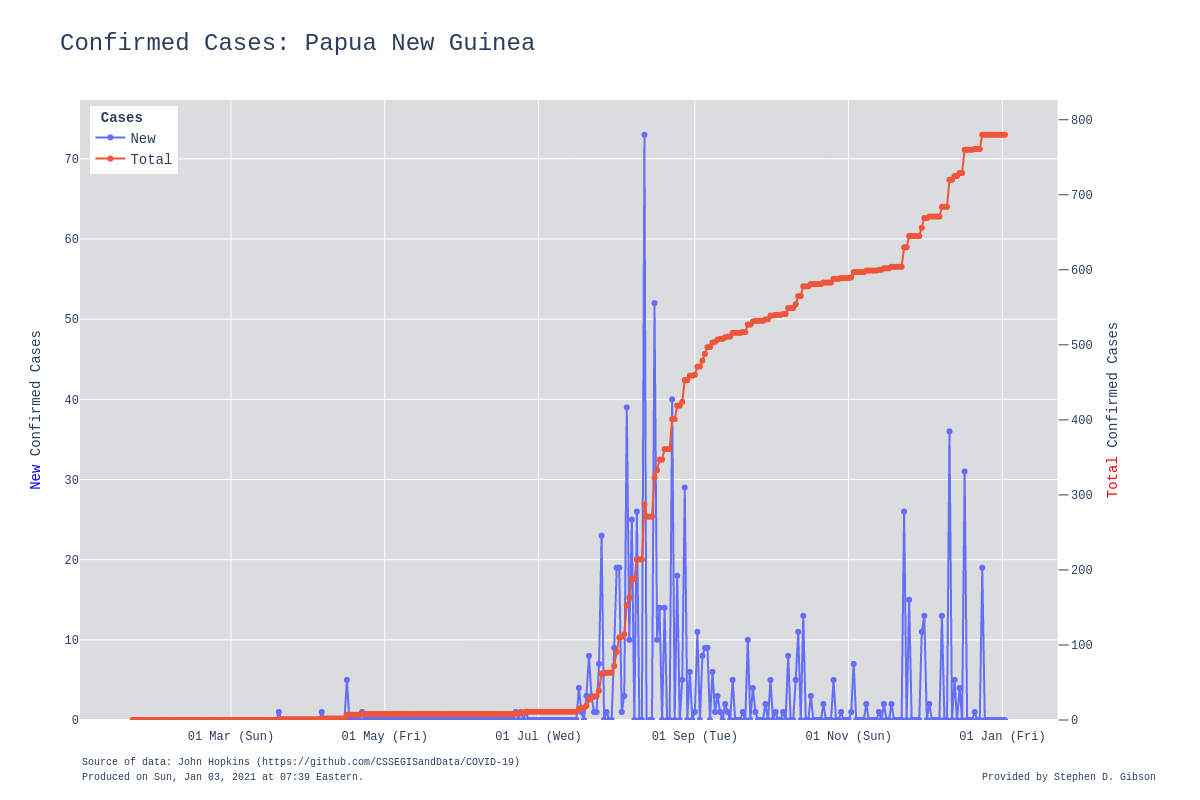 Confirmed Cases: Papua New Guinea
Cases
New
Total
70
60
50
40
30
20
10
0
800
700
600
500
400
300
200
100
0
New Confirmed Cases
Total Confirmed Cases
01 Mar (Sun)
01 May (Fri)
01 Jul (Wed)
01 Sep (Tue)
01 Nov (Sun)
01 Jan (Fri)
Source of data: John Hopkins (https://github.com/CSSEGISandData/COVID-19)
Produced on Sun, Jan 03, 2021 at 07:39 Eastern.
Provided by Stephen D. Gibson